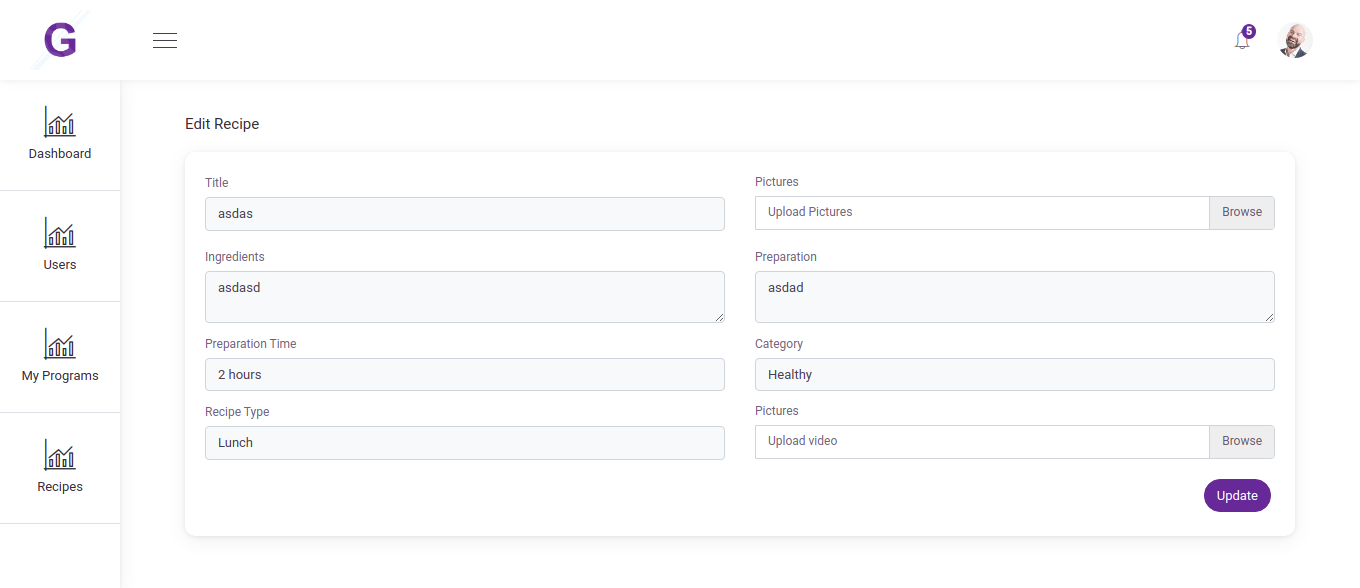 G
5
Dashboard
Users
My Programs
Recipes
Edit Recipe
Title
asdas
Pictures
Upload Pictures Browse
Ingredients
asdasd
Preparation
asdad
Preparation Time
2 hours
Category
Healthy
Recipe Type
Lunch
Pictures
Upload video Browse
Update